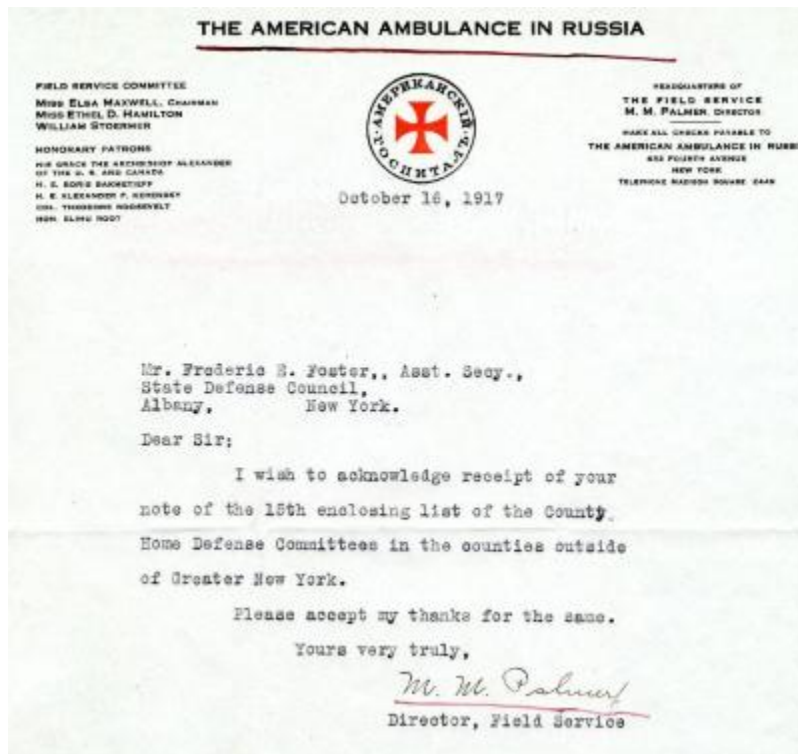 THE AMERICAN AMBULANCE IN RUSSIA
FIELD SERVICE COMMITTEE
MISS ELSA MAXWELL, CHAIRMAN
MISS ETHEL D. HAMILTON
WILLIAM STOERMER
HONORARY PATRONS
HIS GRACE THE ARCHBISHOP ALEXANDER
OF THE U. S. AND CANADA
H. E. BORIS BAKHMETIEFF
H. E. ALEXANDER F. KERENSKY
COL. THEODORE ROOSEVELT
HON. ELIHU ROOT
АМЕРИКАНСКІЙ
ГОСПИТАЛЬ
HEADQUARTERS OF
THE FIELD SERVICE
M. M. PALMER, DIRECTOR
MAKE ALL CHECKS PAYABLE TO
THE AMERICAN AMBULANCE IN RUSSI
FOURTH AVENUE
NEW YORK
TELEPHONE MADISON SQUARE
October 16, 1917
Mr. Frederic E. Foster,, Asst. Secy.,
State Defense Council,
Albany, New York.
Dear Sir;
I wish to acknowledge receipt of your
note of the 15th enclosing list of the County
Home Defense Committees in the counties outside
of Greater New York.
Please accept my thanks for the same.
Yours very truly,
M. M. Palmer
Director, Field Service